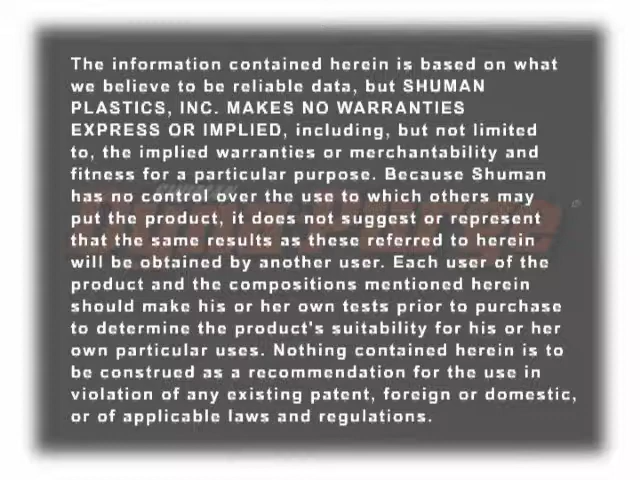 The information contained herein is based on what
we believe to be reliable data, but SHUMAN
PLASTICS, INC. MAKES NO WARRANTIES
EXPRESS OR IMPLIED, including, but not limited
to, the implied warranties or merchantability and
fitness for a particular purpose. Because Shuman
has no control over the use to which others may
put the product, it does not suggest or represent
that the same results as these referred to herein
will be obtained by another user. Each user of the
product and the compositions mentioned herein
should make his or her own tests prior to purchase
to determine the product's suitability for his or her
own particular uses. Nothing contained herein is to
be construed as a recommendation for the use in
violation of any existing patent, foreign or domestic,
or of applicable laws and regulations.